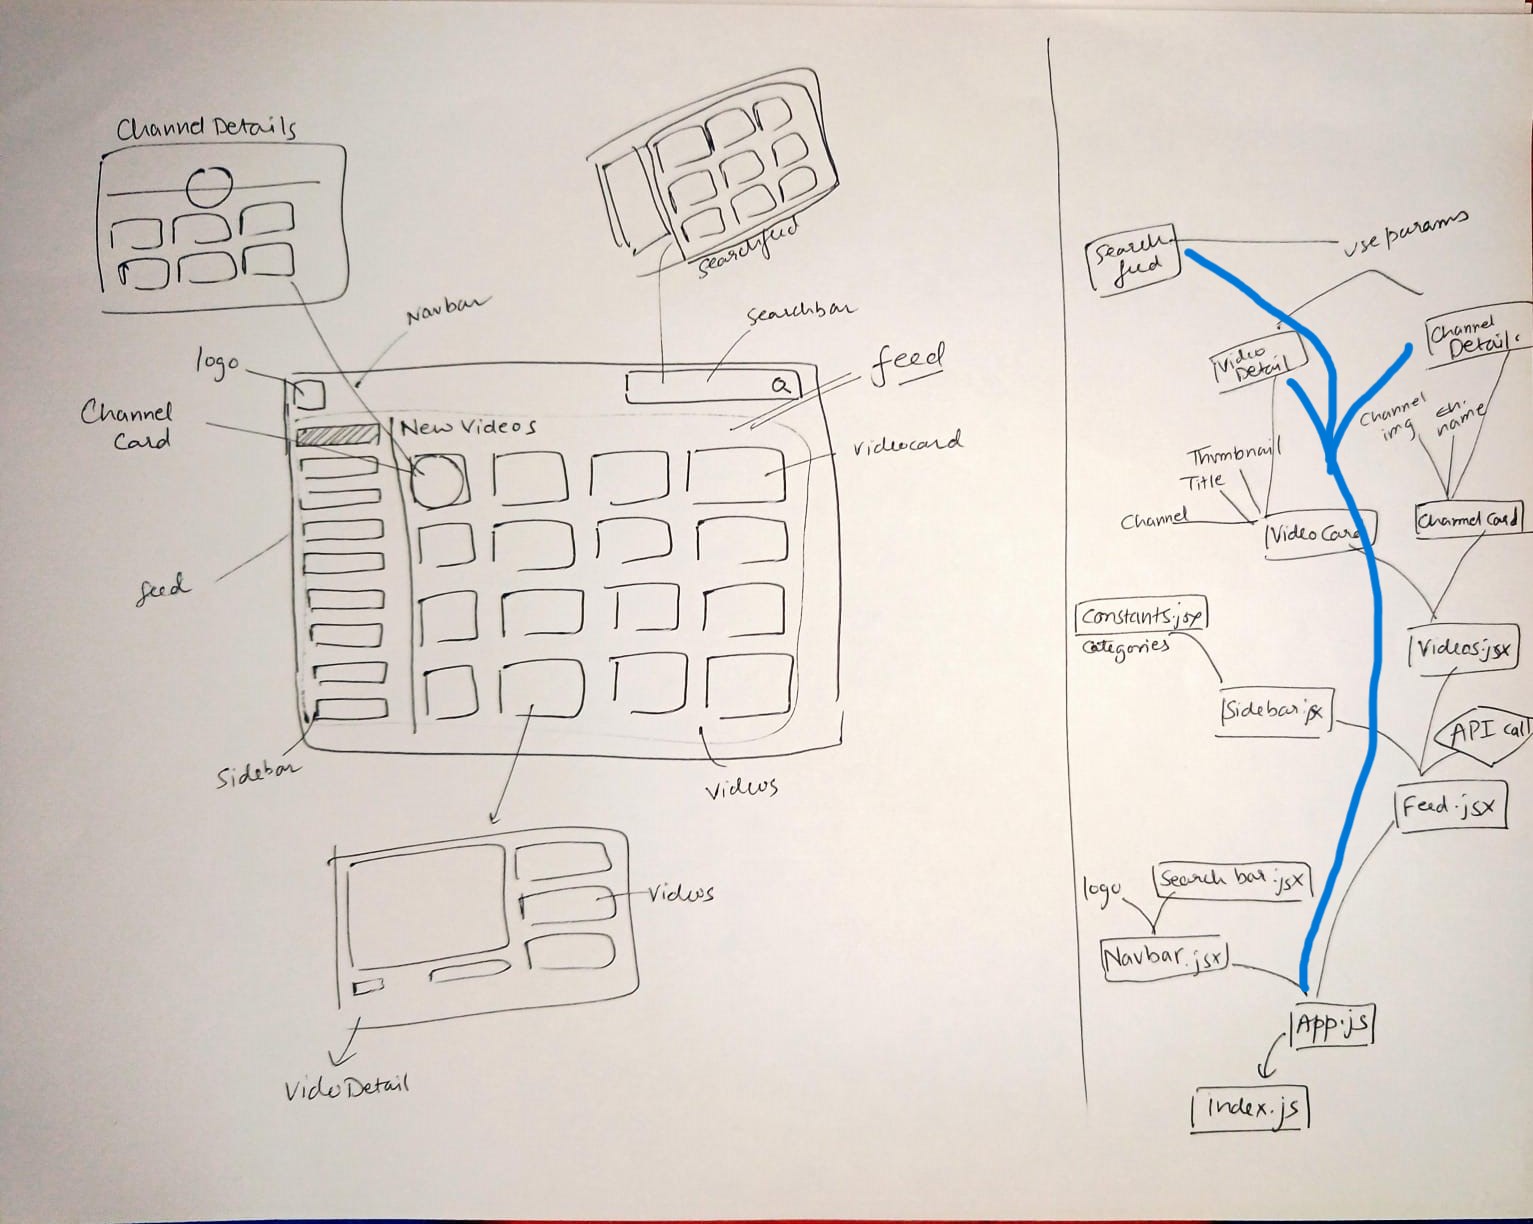 Channel Details
Searchfeed
Navbar
Searchbar
logo
feed
Channel
Card
New Videos
videocard
feed
Sidebar
videos
videos
VideoDetail
Search
feed
use params
Video
Detail
Channel
Detail
Channel
img
ch.
name
Thumbnail
Title
Channel
VideoCard
Channel Card
Constants.jsx
Categories
Videos.jsx
Sidebar.jsx
API call
Feed.jsx
logo
Search bar.jsx
Navbar.jsx
App.js
index.js